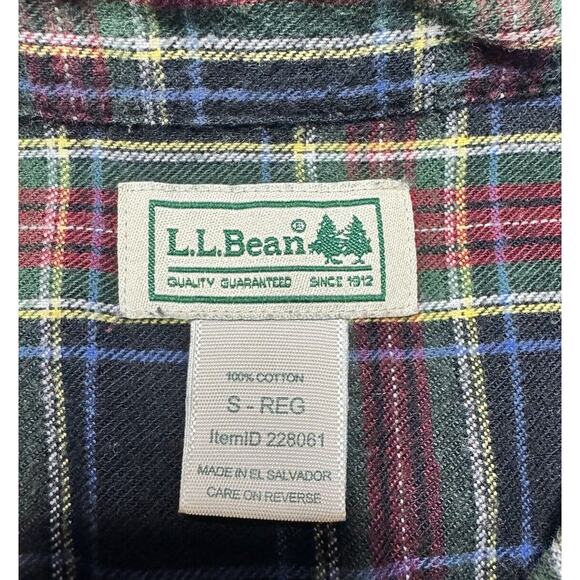 L.L.Bean®
QUALITY GUARANTEED SINCE 1912
100% COTTON
S - REG
ItemID 228061
MADE IN EL SALVADOR
CARE ON REVERSE